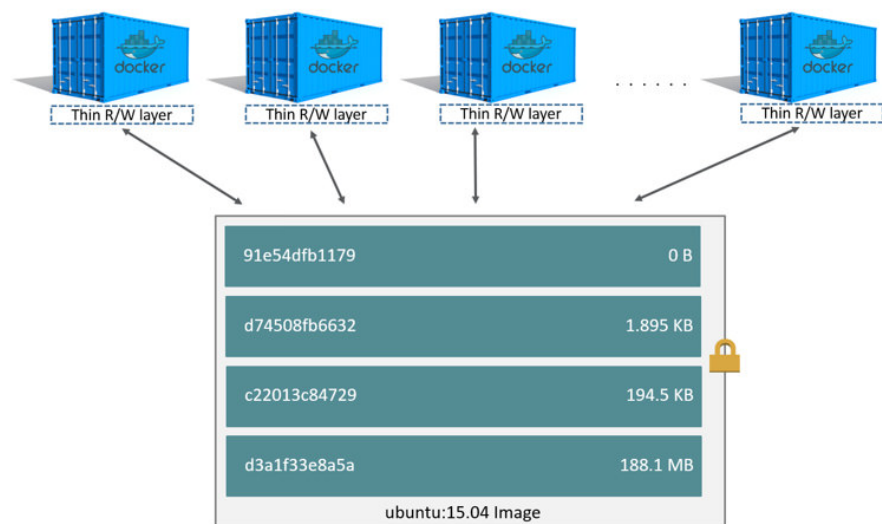 docker
docker
docker
docker
Thin R/W layer
Thin R/W layer
Thin R/W layer
Thin R/W layer
. . . . . .
91e54dfb1179 0 B
d74508fb6632 1.895 KB
c22013c84729 194.5 KB
d3a1f33e8a5a 188.1 MB
ubuntu:15.04 Image